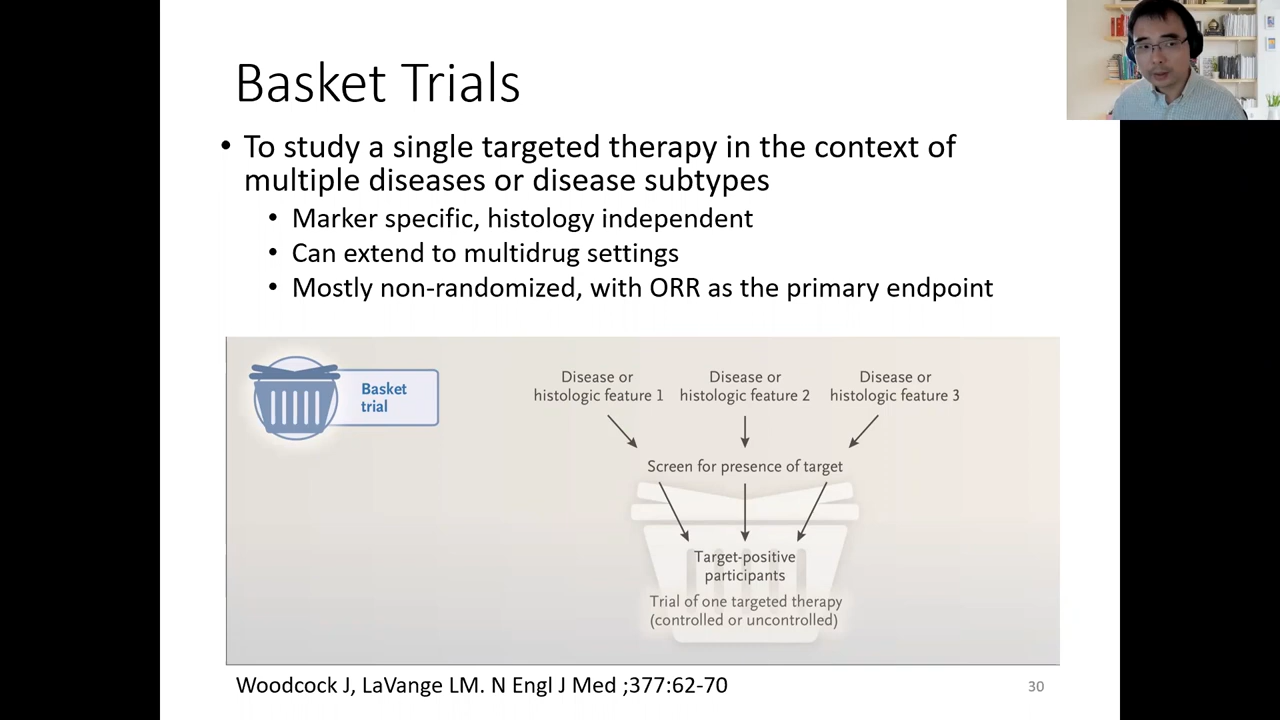 Basket Trials
• To study a single targeted therapy in the context of
multiple diseases or disease subtypes
• Marker specific, histology independent
• Can extend to multidrug settings
• Mostly non-randomized, with ORR as the primary endpoint
Basket
trial
Disease or
histologic feature 1
Disease or
histologic feature 2
Disease or
histologic feature 3
Screen for presence of target
Target-positive
participants
Trial of one targeted therapy
(controlled or uncontrolled)
Woodcock J, LaVange LM. N Engl J Med ;377:62-70
30